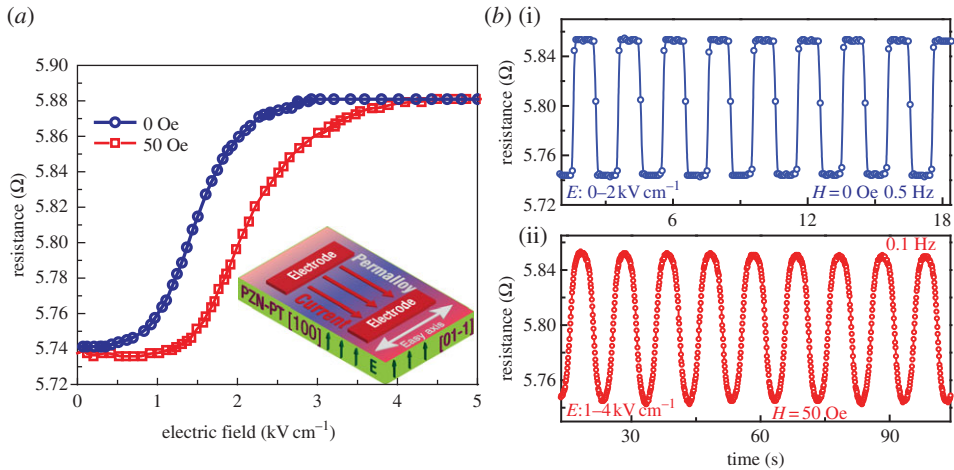 (a)
5.90
5.88
5.86
5.84
5.82
5.80
5.78
5.76
5.74
5.72
resistance (Ω)
0 Oe
50 Oe
Electrode
Permalloy
Current
Electrode
PZN-PT [100]
Easy axis
[01-1]
E
0 1 2 3 4 5
electric field (kV cm⁻¹)
(b) (i)
5.84
5.80
5.76
5.72
resistance (Ω)
E: 0–2 kV cm⁻¹ H = 0 Oe 0.5 Hz
6 12 18
(ii)
0.1 Hz
5.84
5.80
5.76
resistance (Ω)
E:1–4 kV cm⁻¹ H = 50 Oe
30 60 90
time (s)